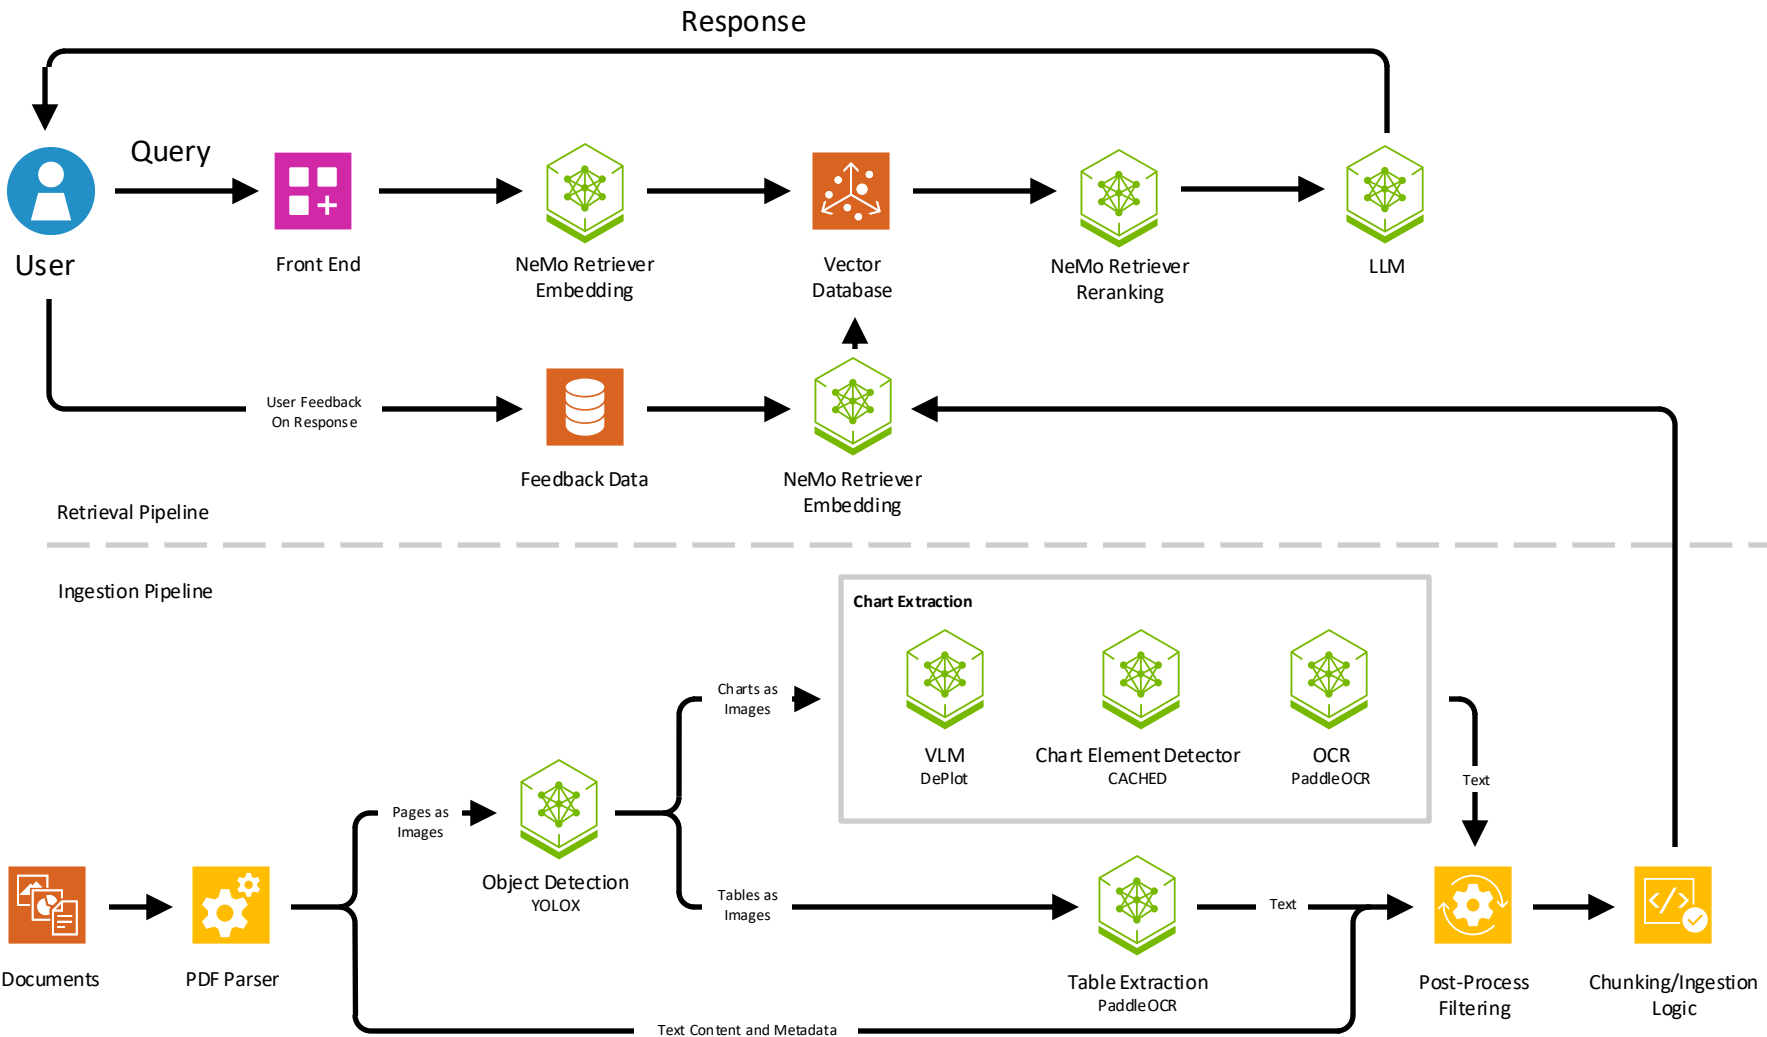 Response
Query
User
Front End
NeMo Retriever
Embedding
Vector
Database
NeMo Retriever
Reranking
LLM
User Feedback
On Response
Feedback Data
NeMo Retriever
Embedding
Retrieval Pipeline
Ingestion Pipeline
Chart Extraction
VLM
DePlot
Chart Element Detector
CACHED
OCR
PaddleOCR
Charts as
Images
Text
Pages as
Images
Object Detection
YOLOX
Tables as
Images
Text
Documents
PDF Parser
Table Extraction
PaddleOCR
Post-Process
Filtering
Chunking/Ingestion
Logic
Text Content and Metadata